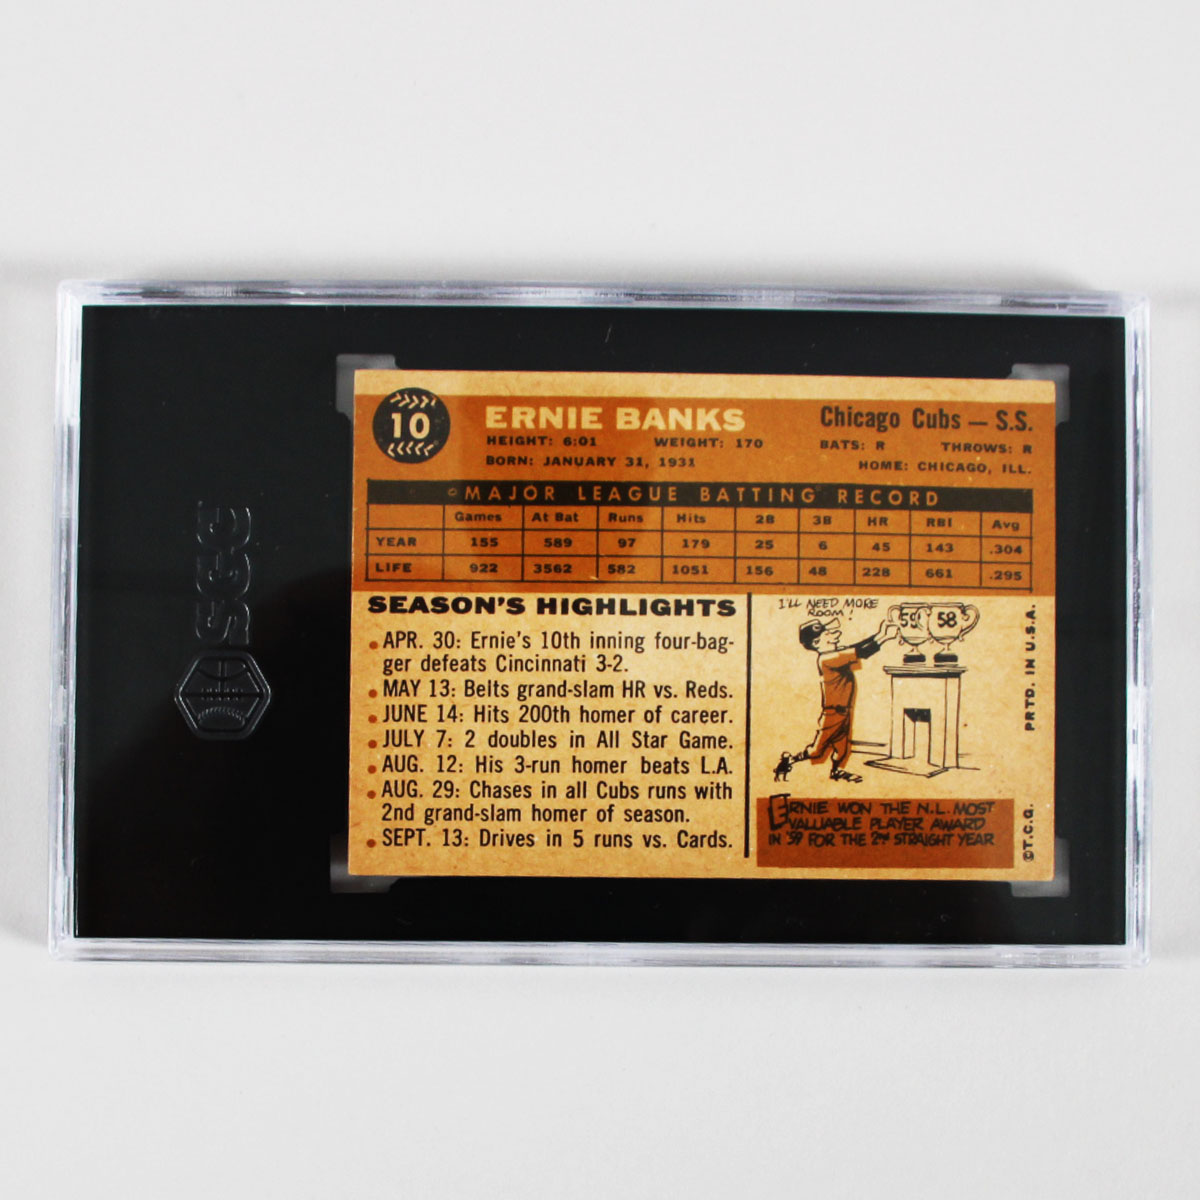 SGC
10
ERNIE BANKS
Chicago Cubs — S.S.
HEIGHT: 6:01 WEIGHT: 170 BATS: R THROWS: R
BORN: JANUARY 31, 1931 HOME: CHICAGO, ILL.
MAJOR LEAGUE BATTING RECORD
Games At Bat Runs Hits 2B 3B HR RBI Avg
YEAR 155 589 97 179 25 6 45 143 .304
LIFE 922 3562 582 1051 156 48 228 661 .295
SEASON'S HIGHLIGHTS
APR. 30: Ernie's 10th inning four-bag-
ger defeats Cincinnati 3-2.
MAY 13: Belts grand-slam HR vs. Reds.
JUNE 14: Hits 200th homer of career.
JULY 7: 2 doubles in All Star Game.
AUG. 12: His 3-run homer beats L.A.
AUG. 29: Chases in all Cubs runs with
2nd grand-slam homer of season.
SEPT. 13: Drives in 5 runs vs. Cards.
I'LL NEED MORE
ROOM!
59 58
ERNIE WON THE N.L. MOST
VALUABLE PLAYER AWARD
IN '59 FOR THE 2nd STRAIGHT YEAR
©T.C.G. PRTD. IN U.S.A.